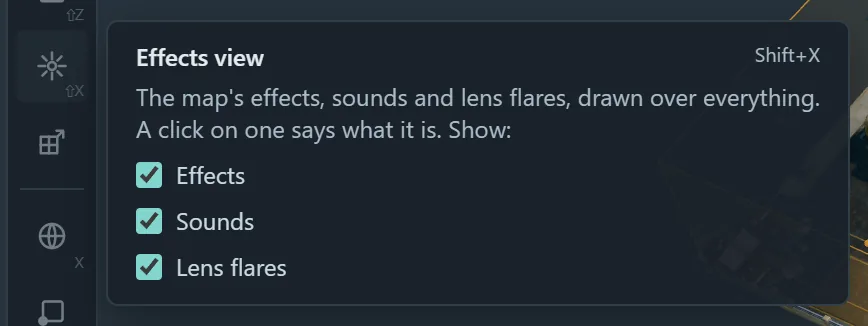 ⇧Z
⇧X
Effects view
Shift+X
The map's effects, sounds and lens flares, drawn over everything.
A click on one says what it is. Show:
Effects
Sounds
X
Lens flares